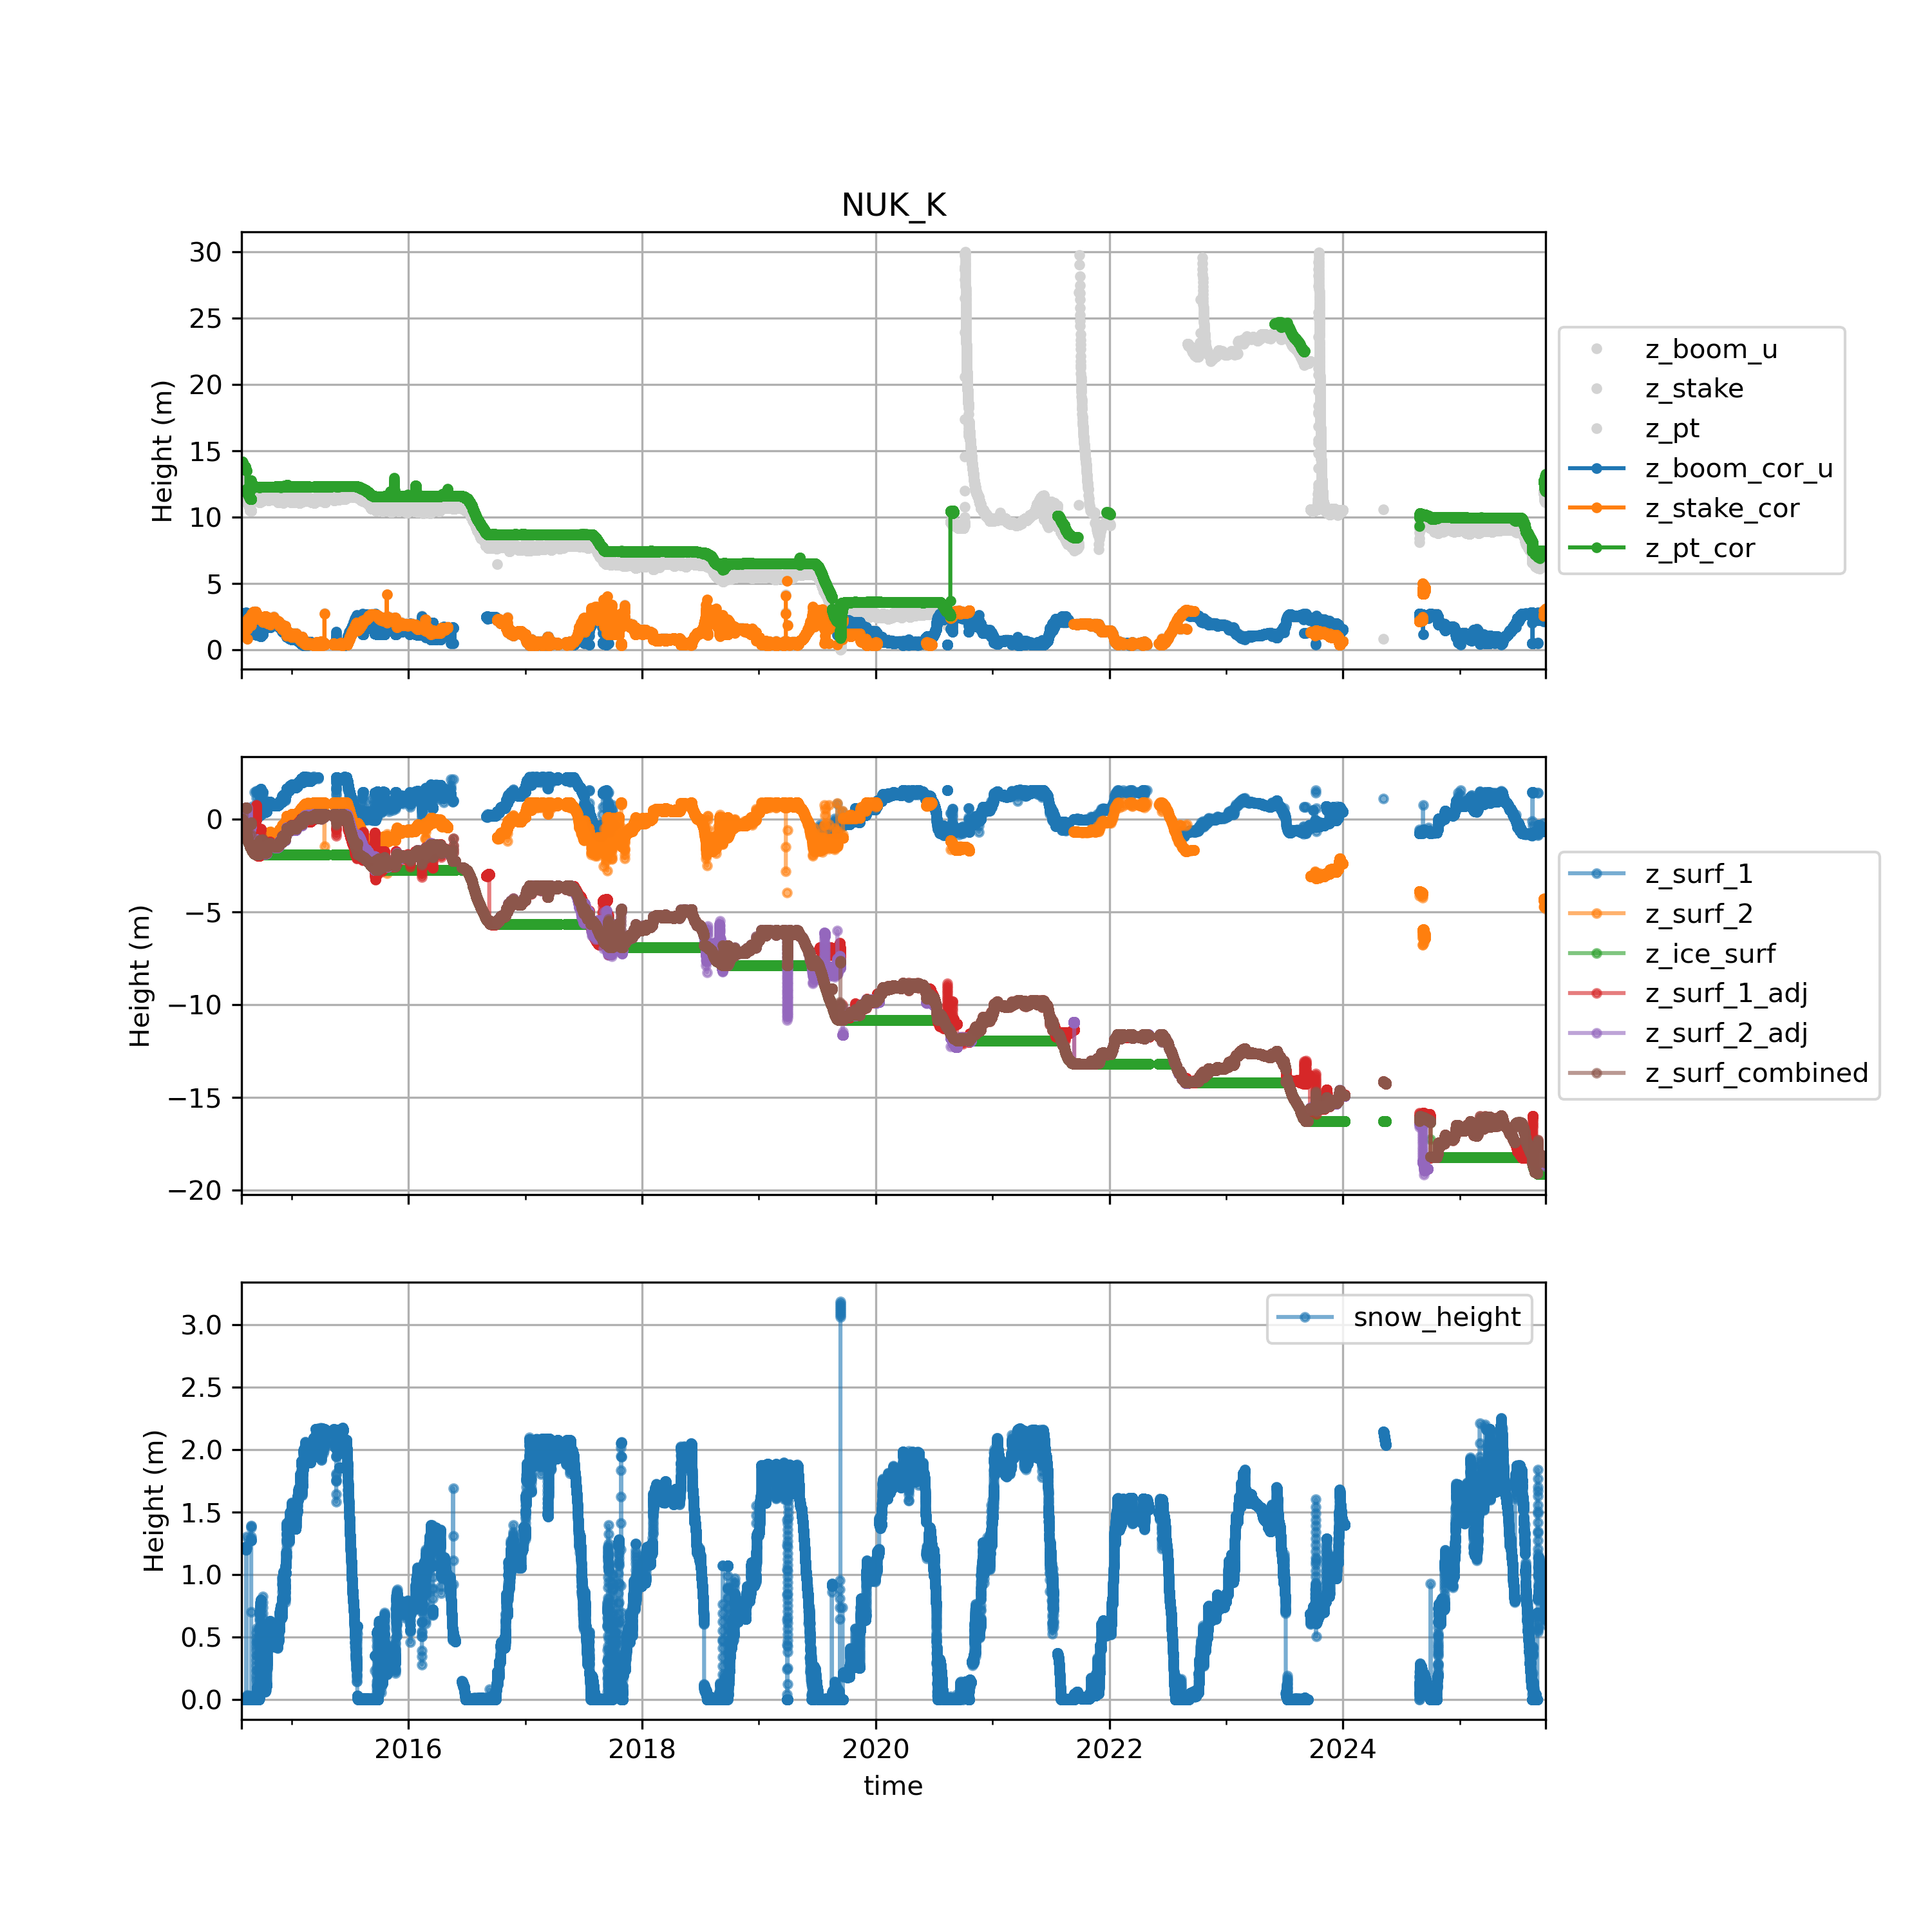 NUK_K
30
25
20
15
10
5
0
Height (m)
z_boom_u
z_stake
z_pt
z_boom_cor_u
z_stake_cor
z_pt_cor
0
−5
−10
−15
−20
Height (m)
z_surf_1
z_surf_2
z_ice_surf
z_surf_1_adj
z_surf_2_adj
z_surf_combined
3.0
2.5
2.0
1.5
1.0
0.5
0.0
Height (m)
snow_height
2016 2018 2020 2022 2024
time